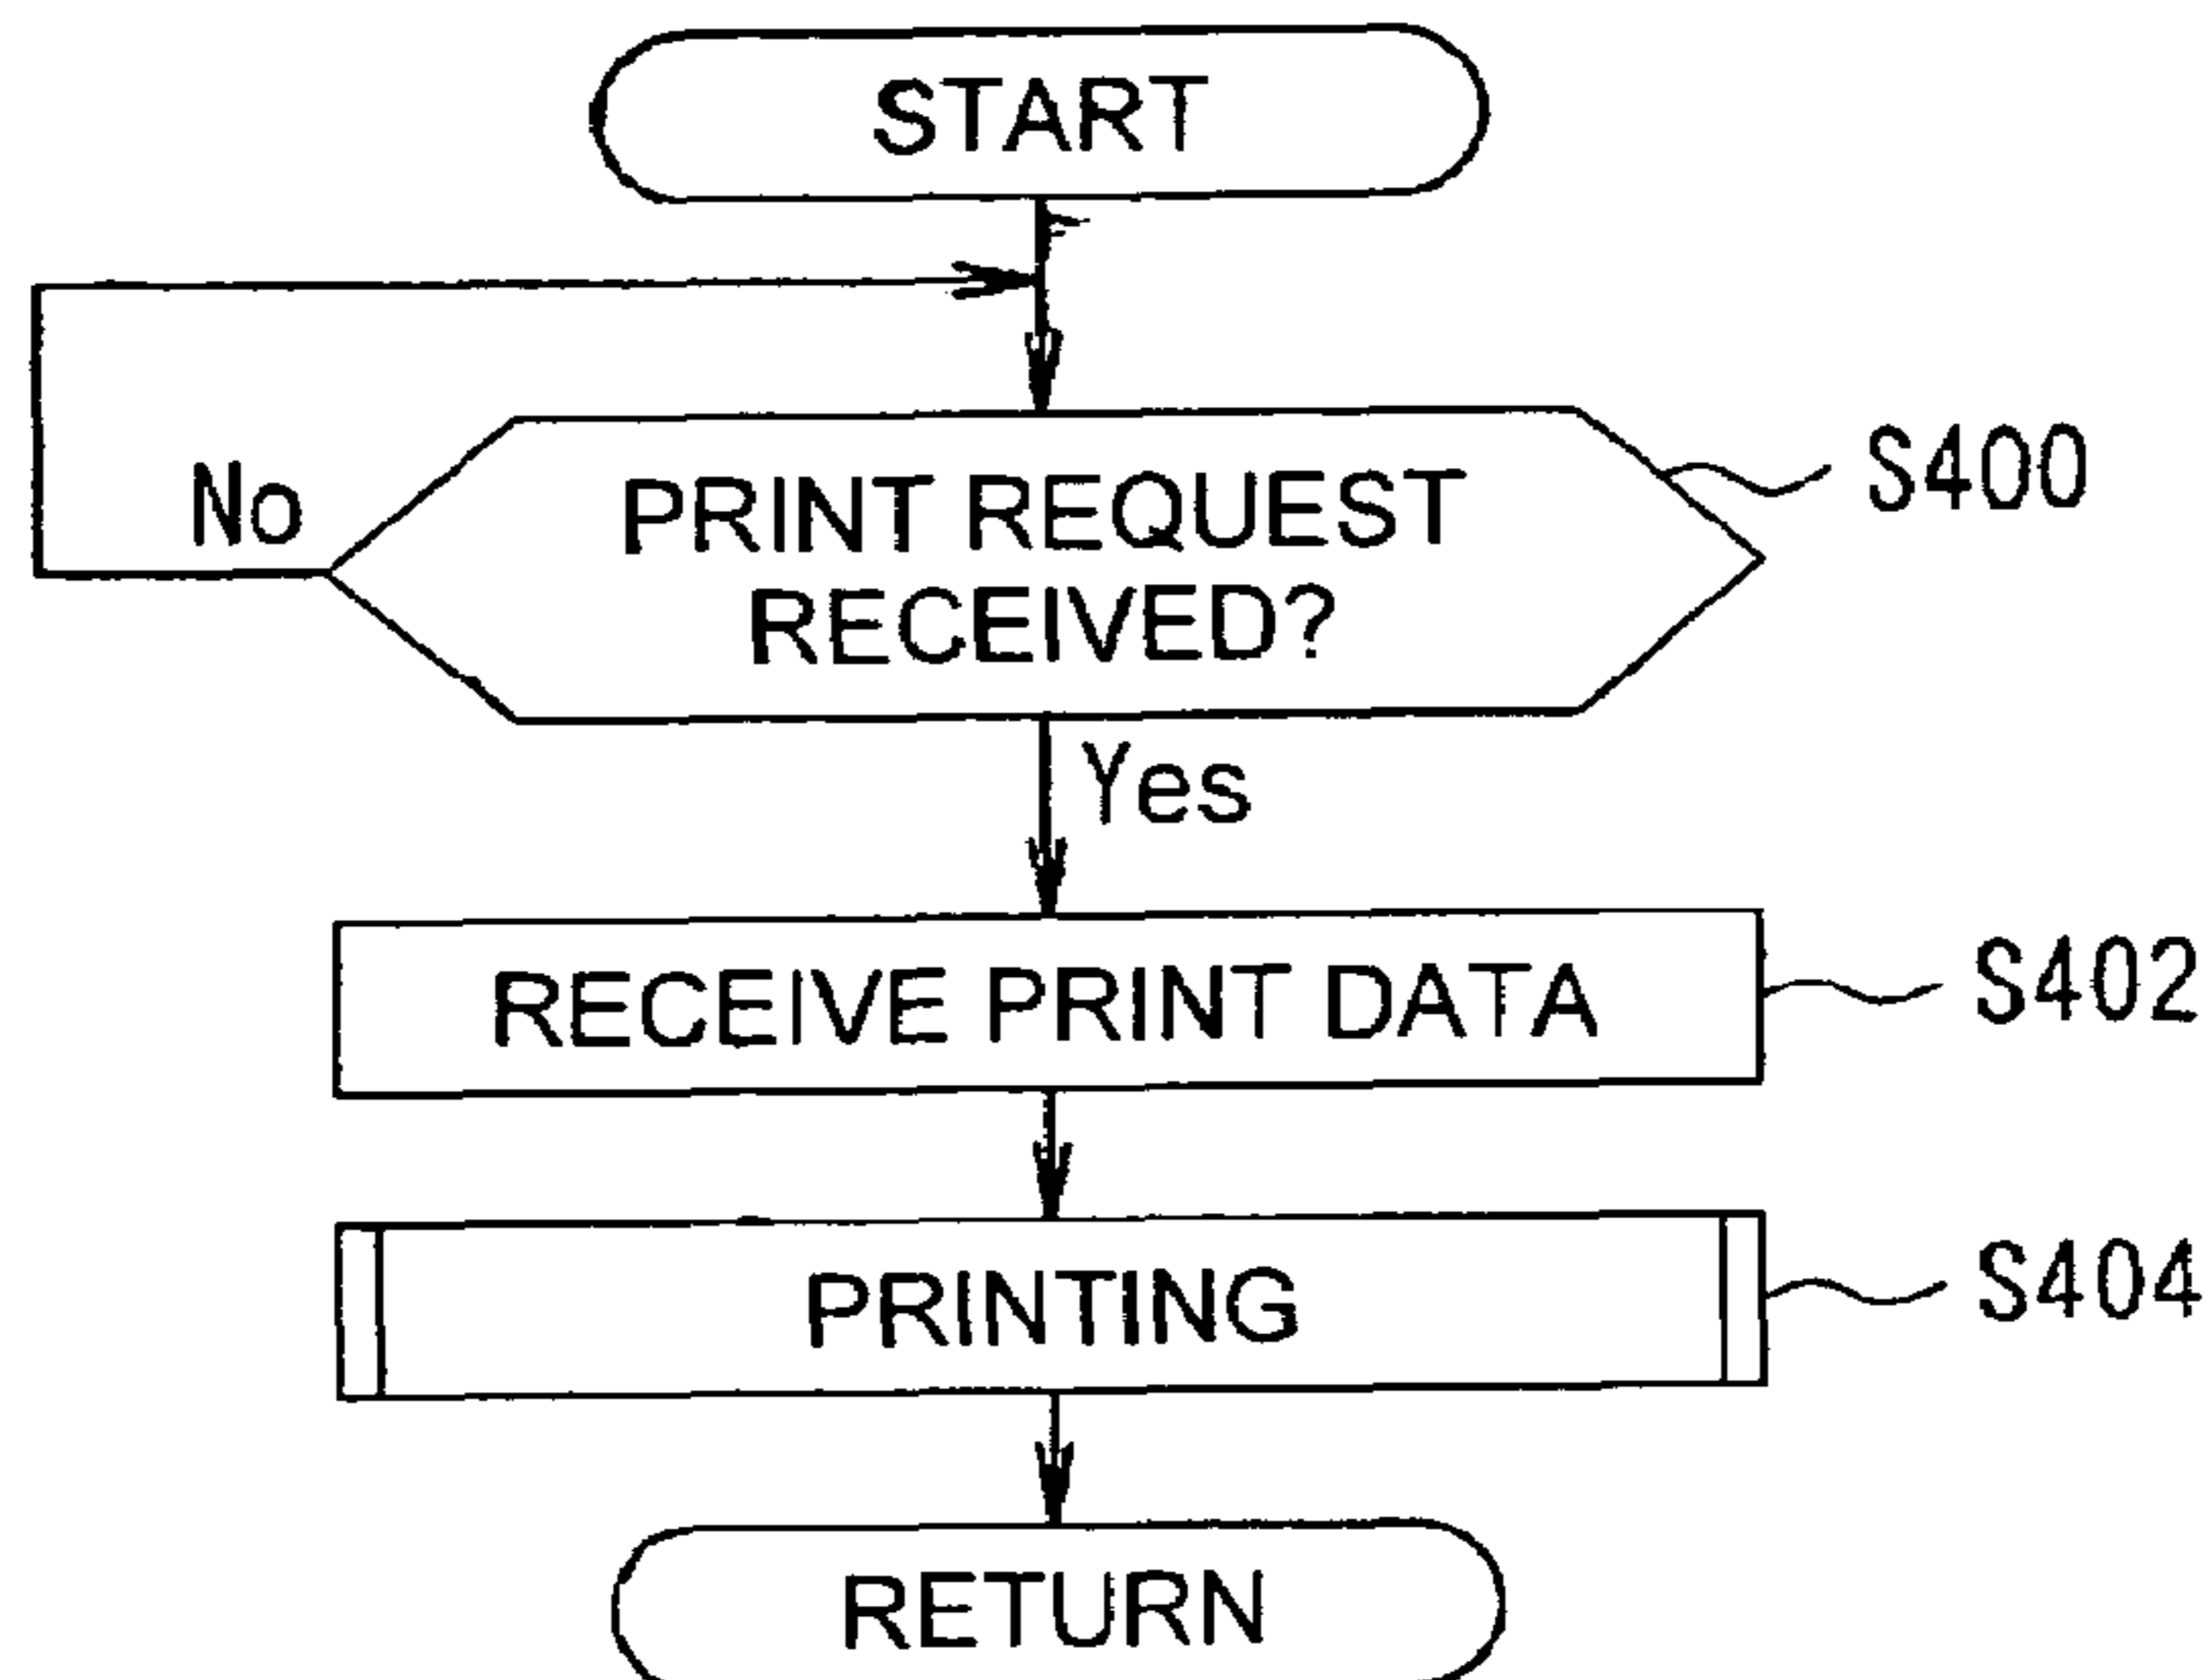 START
No
PRINT REQUEST
RECEIVED?
S400
Yes
RECEIVE PRINT DATA
S402
PRINTING
S404
RETURN